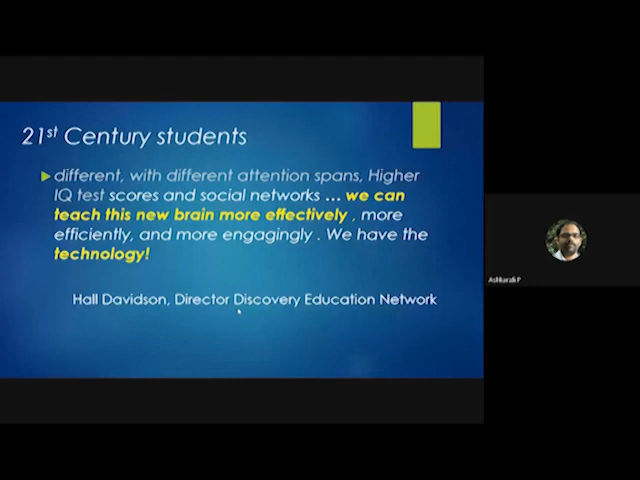 21st Century students
different, with different attention spans, Higher
IQ test scores and social networks ... we can
teach this new brain more effectively , more
efficiently, and more engagingly . We have the
technology!
Hall Davidson, Director Discovery Education Network
Ashkarali P